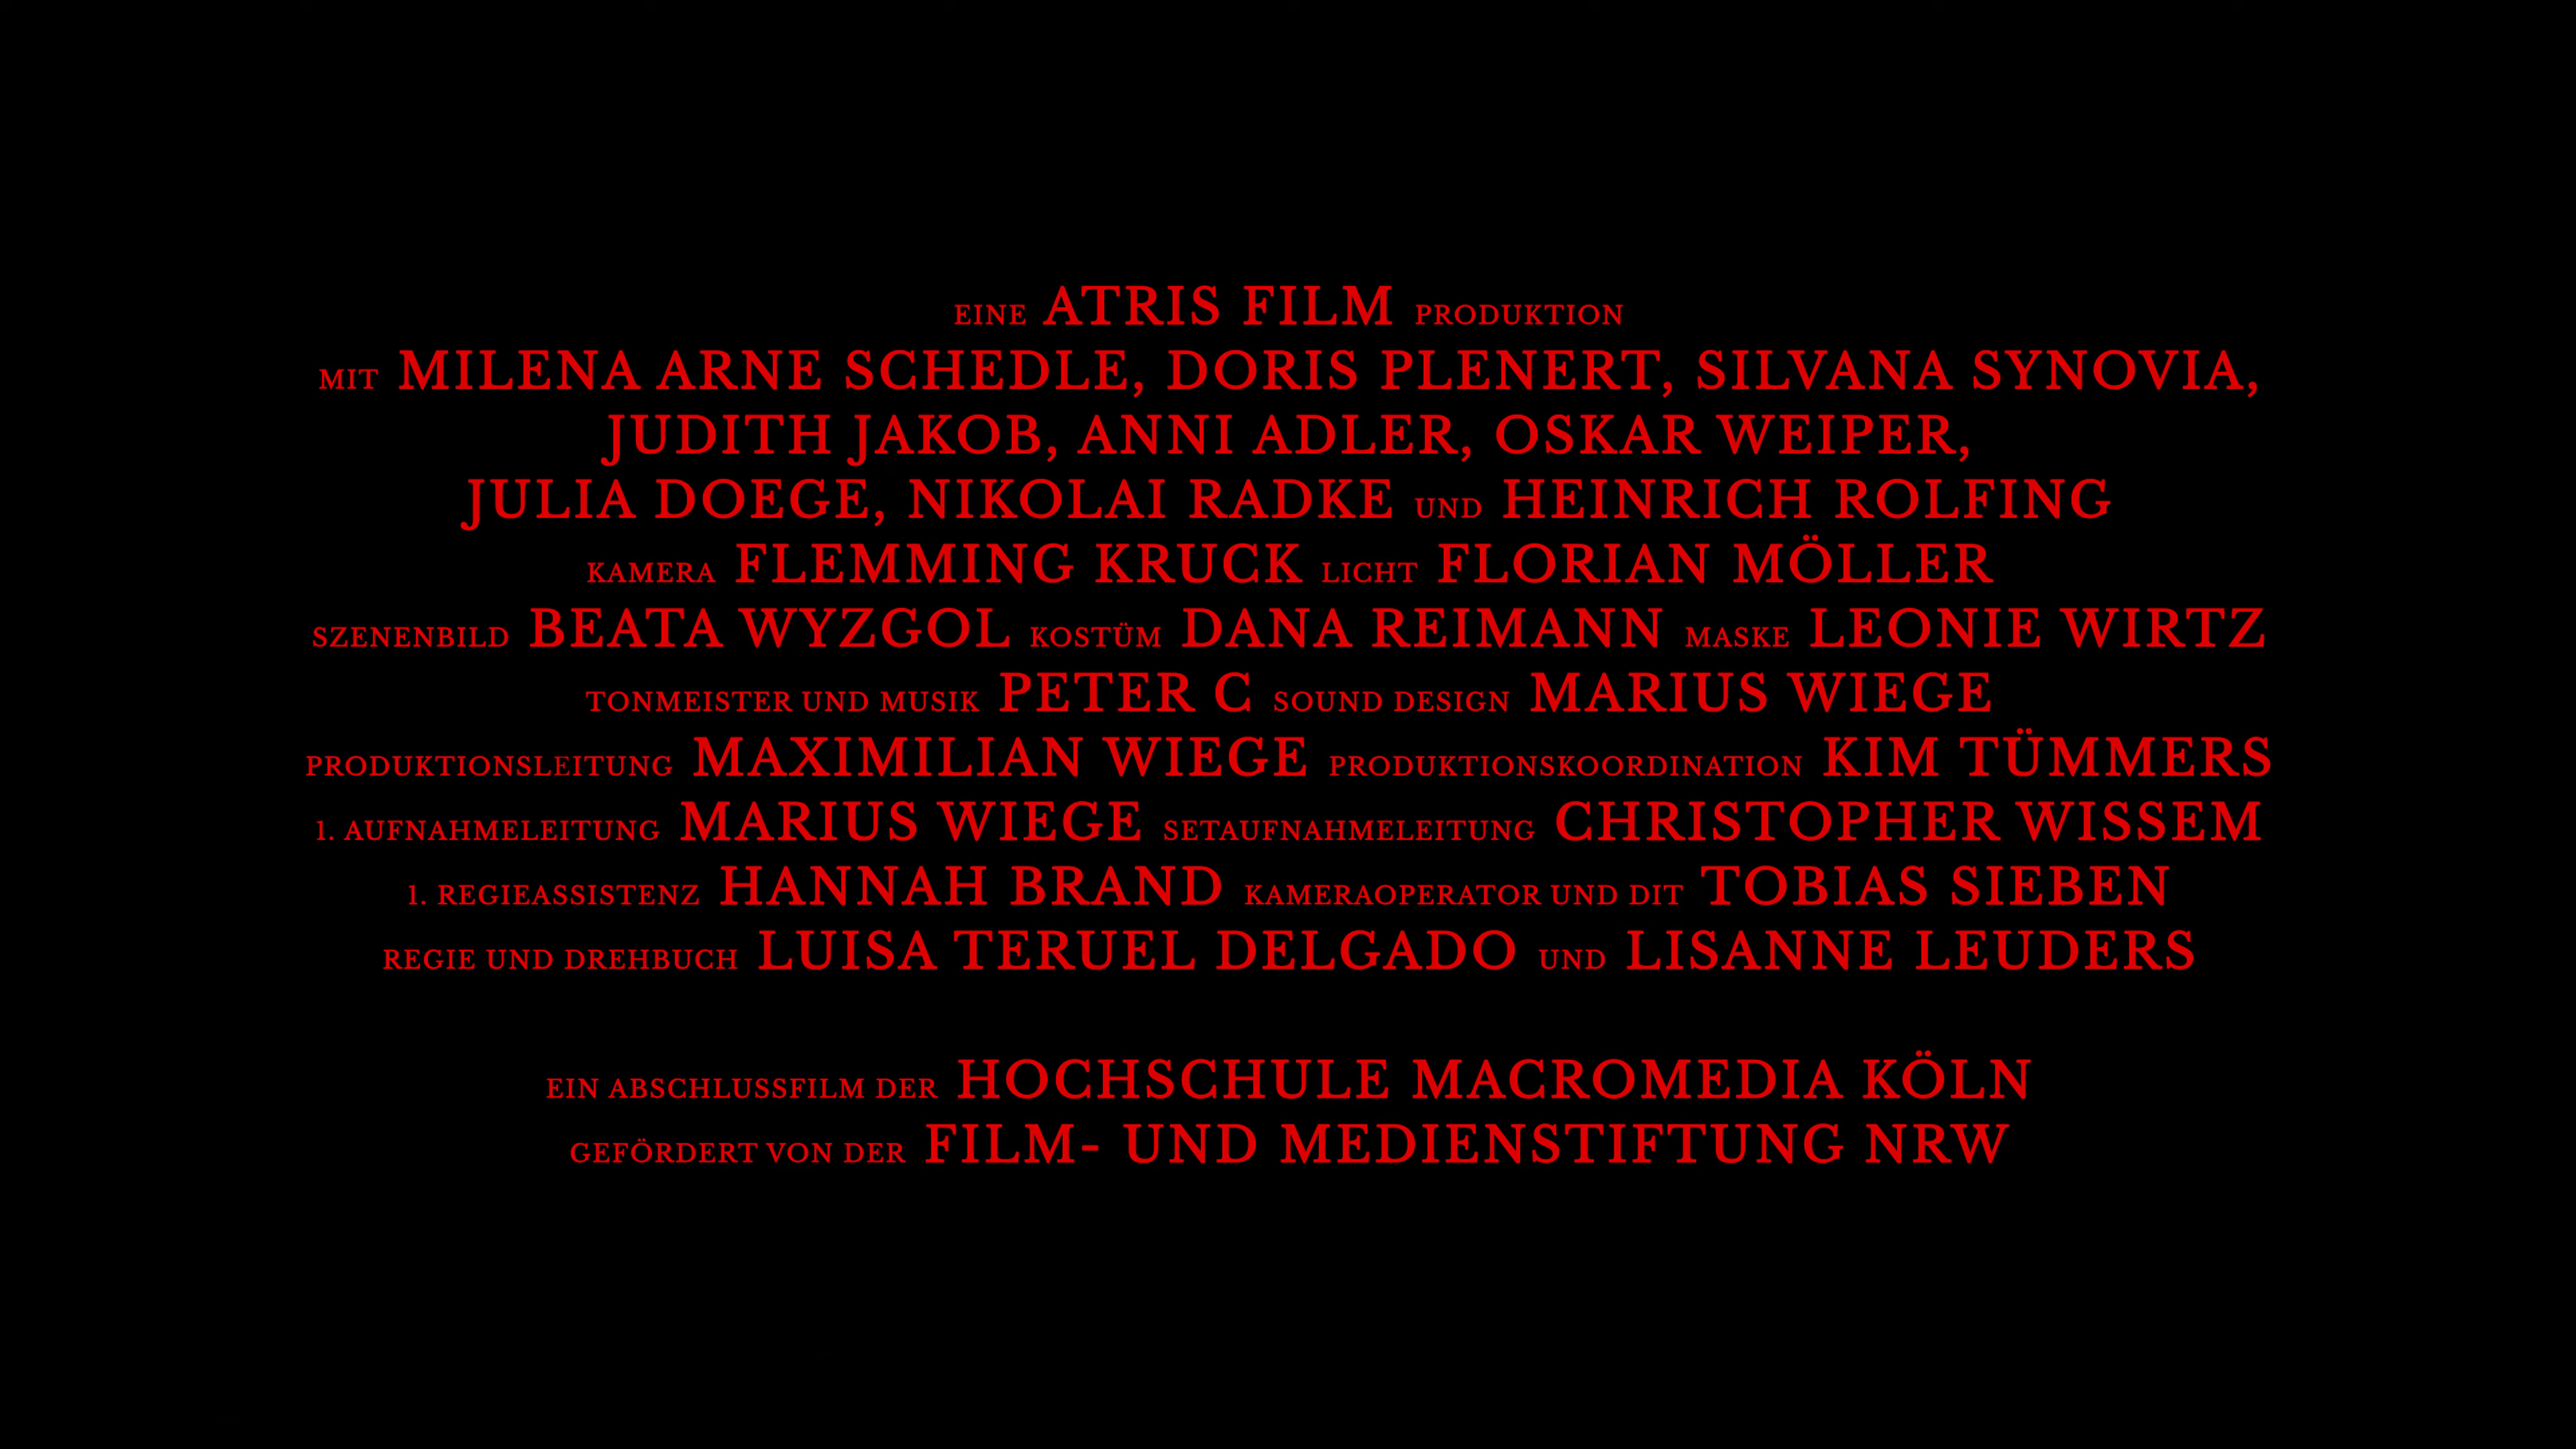 EINE ATRIS FILM PRODUKTION
MIT MILENA ARNE SCHEDLE, DORIS PLENERT, SILVANA SYNOVIA,
JUDITH JAKOB, ANNI ADLER, OSKAR WEIPER,
JULIA DOEGE, NIKOLAI RADKE UND HEINRICH ROLFING
KAMERA FLEMMING KRUCK LICHT FLORIAN MÖLLER
SZENENBILD BEATA WYZGOL KOSTÜM DANA REIMANN MASKE LEONIE WIRTZ
TONMEISTER UND MUSIK PETER C SOUND DESIGN MARIUS WIEGE
PRODUKTIONSLEITUNG MAXIMILIAN WIEGE PRODUKTIONSKOORDINATION KIM TÜMMERS
1. AUFNAHMELEITUNG MARIUS WIEGE SETAUFNAHMELEITUNG CHRISTOPHER WISSEM
1. REGIEASSISTENZ HANNAH BRAND KAMERAOPERATOR UND DIT TOBIAS SIEBEN
REGIE UND DREHBUCH LUISA TERUEL DELGADO UND LISANNE LEUDERS
EIN ABSCHLUSSFILM DER HOCHSCHULE MACROMEDIA KÖLN
GEFÖRDERT VON DER FILM- UND MEDIENSTIFTUNG NRW